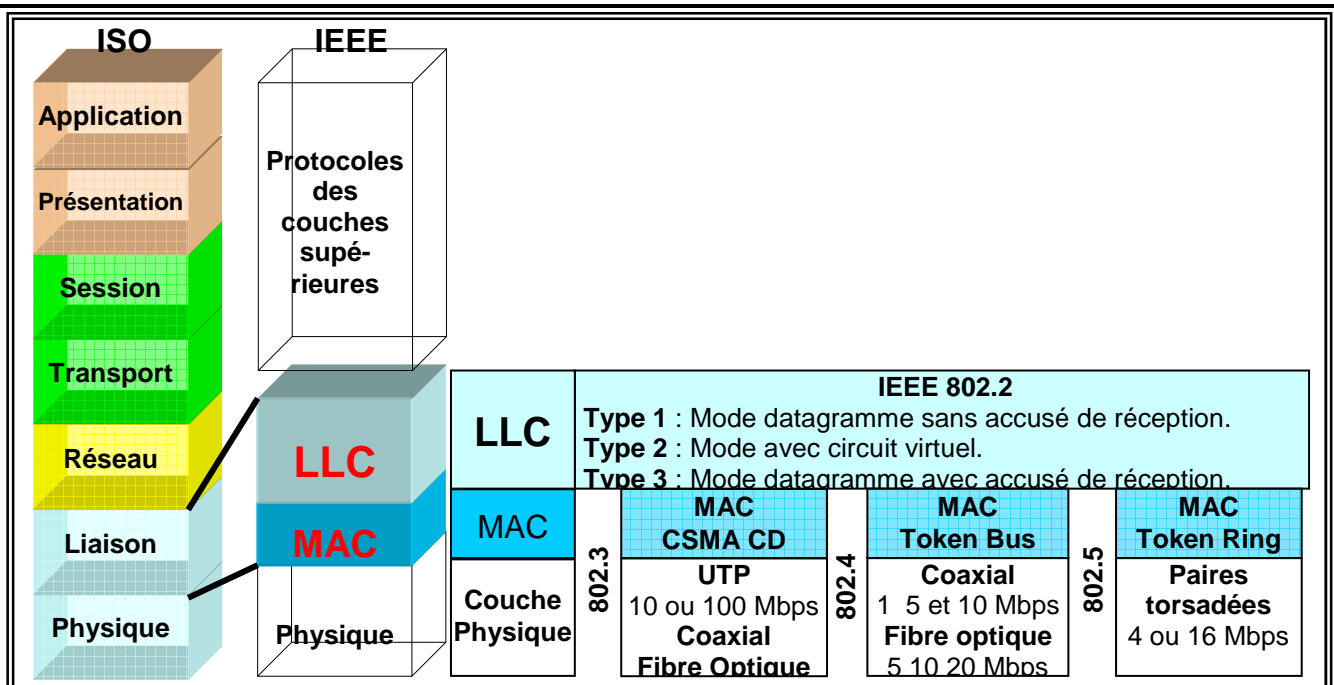 ISO
IEEE
Application
Présentation
Session
Transport
Réseau
Liaison
Physique
Protocoles
des
couches
supé-
rieures
LLC
MAC
Physique
LLC
IEEE 802.2
Type 1 : Mode datagramme sans accusé de réception.
Type 2 : Mode avec circuit virtuel.
Type 3 : Mode datagramme avec accusé de réception.
MAC
Couche
Physique
802.3
MAC
CSMA CD
UTP
10 ou 100 Mbps
Coaxial
Fibre Optique
802.4
MAC
Token Bus
Coaxial
1 5 et 10 Mbps
Fibre optique
5 10 20 Mbps
802.5
MAC
Token Ring
Paires
torsadées
4 ou 16 Mbps